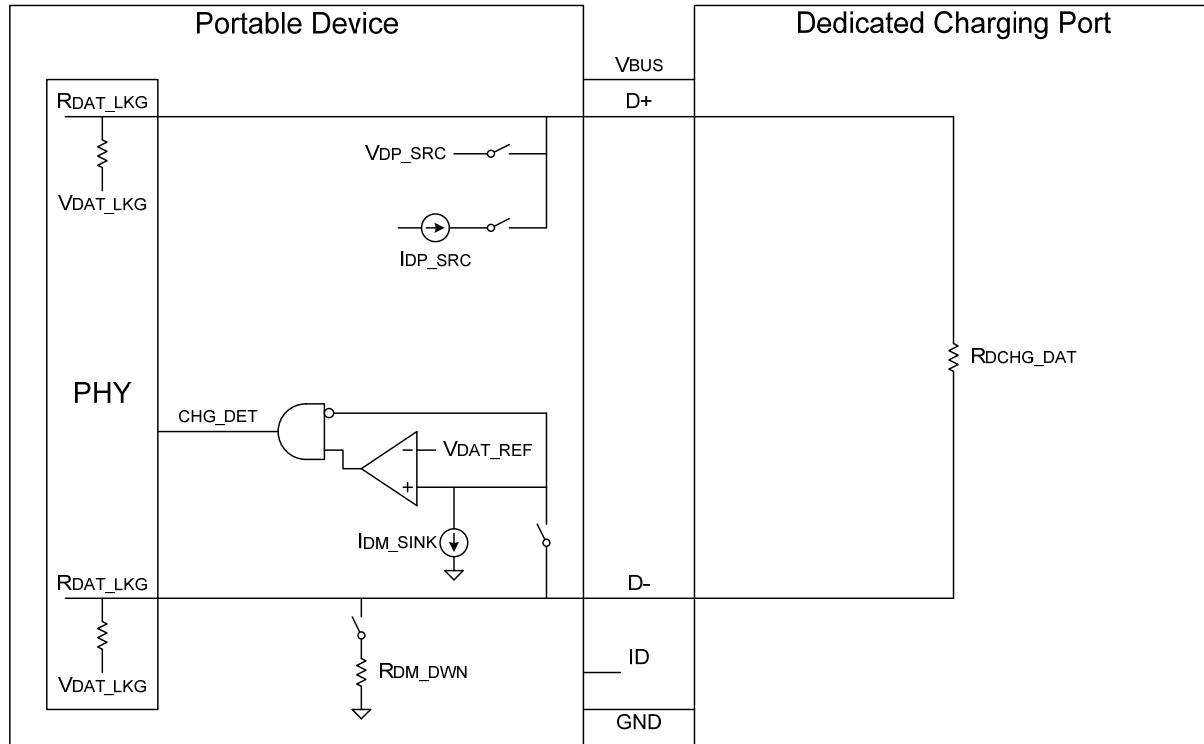 Portable Device
Dedicated Charging Port
VBUS
D+
RDAT_LKG
VDAT_LKG
VDP_SRC
IDP_SRC
RDCHG_DAT
PHY
CHG_DET
VDAT_REF
−
+
IDM_SINK
RDAT_LKG
VDAT_LKG
RDM_DWN
D-
ID
GND